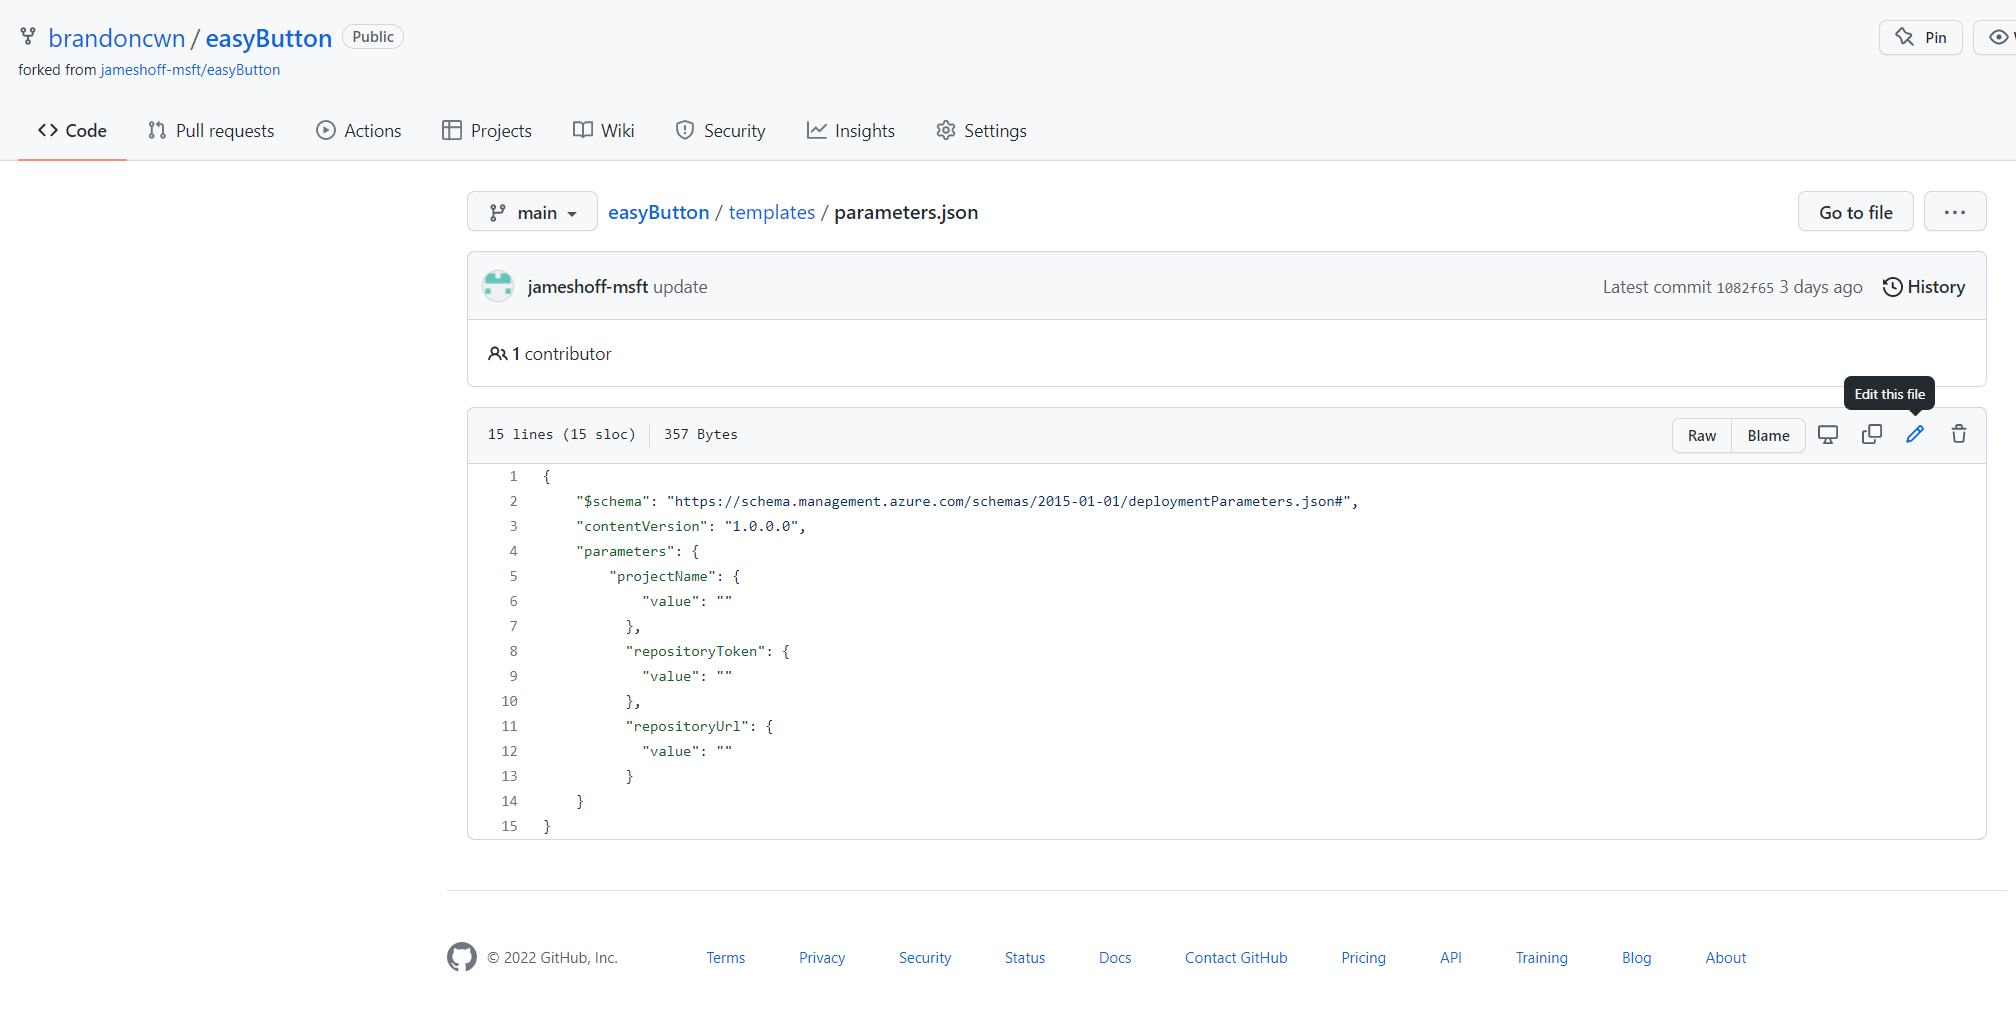 brandoncwn / easyButton Public
Pin
forked from jameshoff-msft/easyButton
Code Pull requests Actions Projects Wiki Security Insights Settings
main easyButton / templates / parameters.json Go to file ...
jameshoff-msft update Latest commit 1082f65 3 days ago History
1 contributor
Edit this file
15 lines (15 sloc) 357 Bytes Raw Blame
1 {
2 "$schema": "https://schema.management.azure.com/schemas/2015-01-01/deploymentParameters.json#",
3 "contentVersion": "1.0.0.0",
4 "parameters": {
5 "projectName": {
6 "value": ""
7 },
8 "repositoryToken": {
9 "value": ""
10 },
11 "repositoryUrl": {
12 "value": ""
13 }
14 }
15 }
© 2022 GitHub, Inc. Terms Privacy Security Status Docs Contact GitHub Pricing API Training Blog About